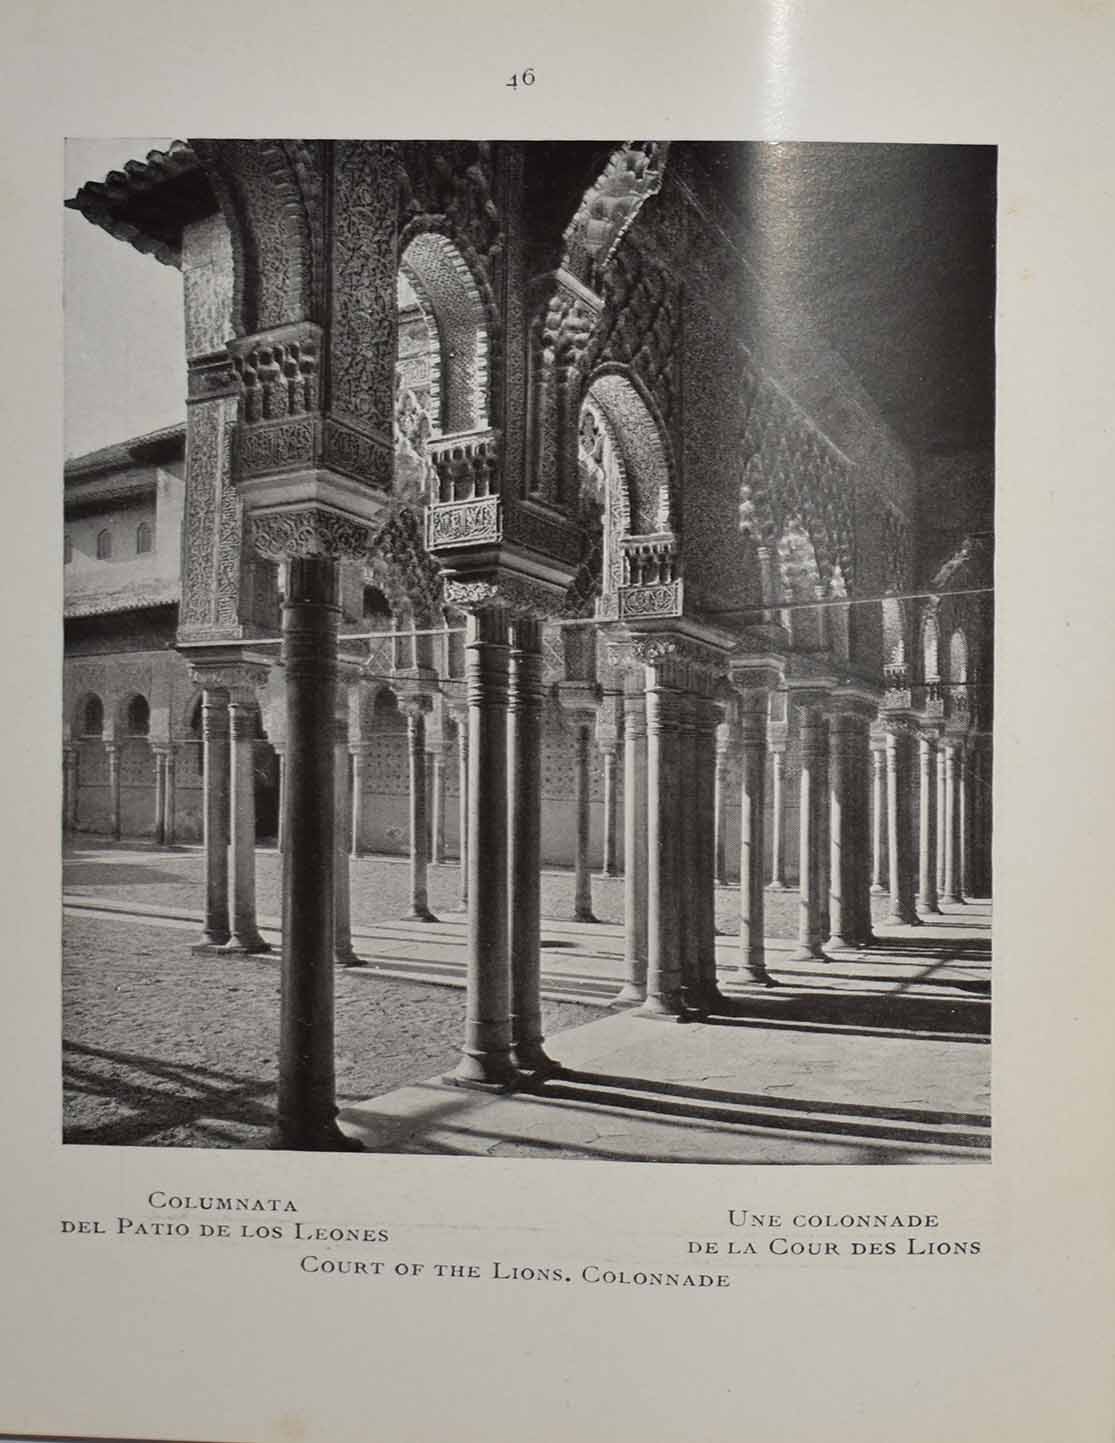 46
Columnata
del Patio de los Leones
Une colonnade
de la Cour des Lions
Court of the Lions. Colonnade